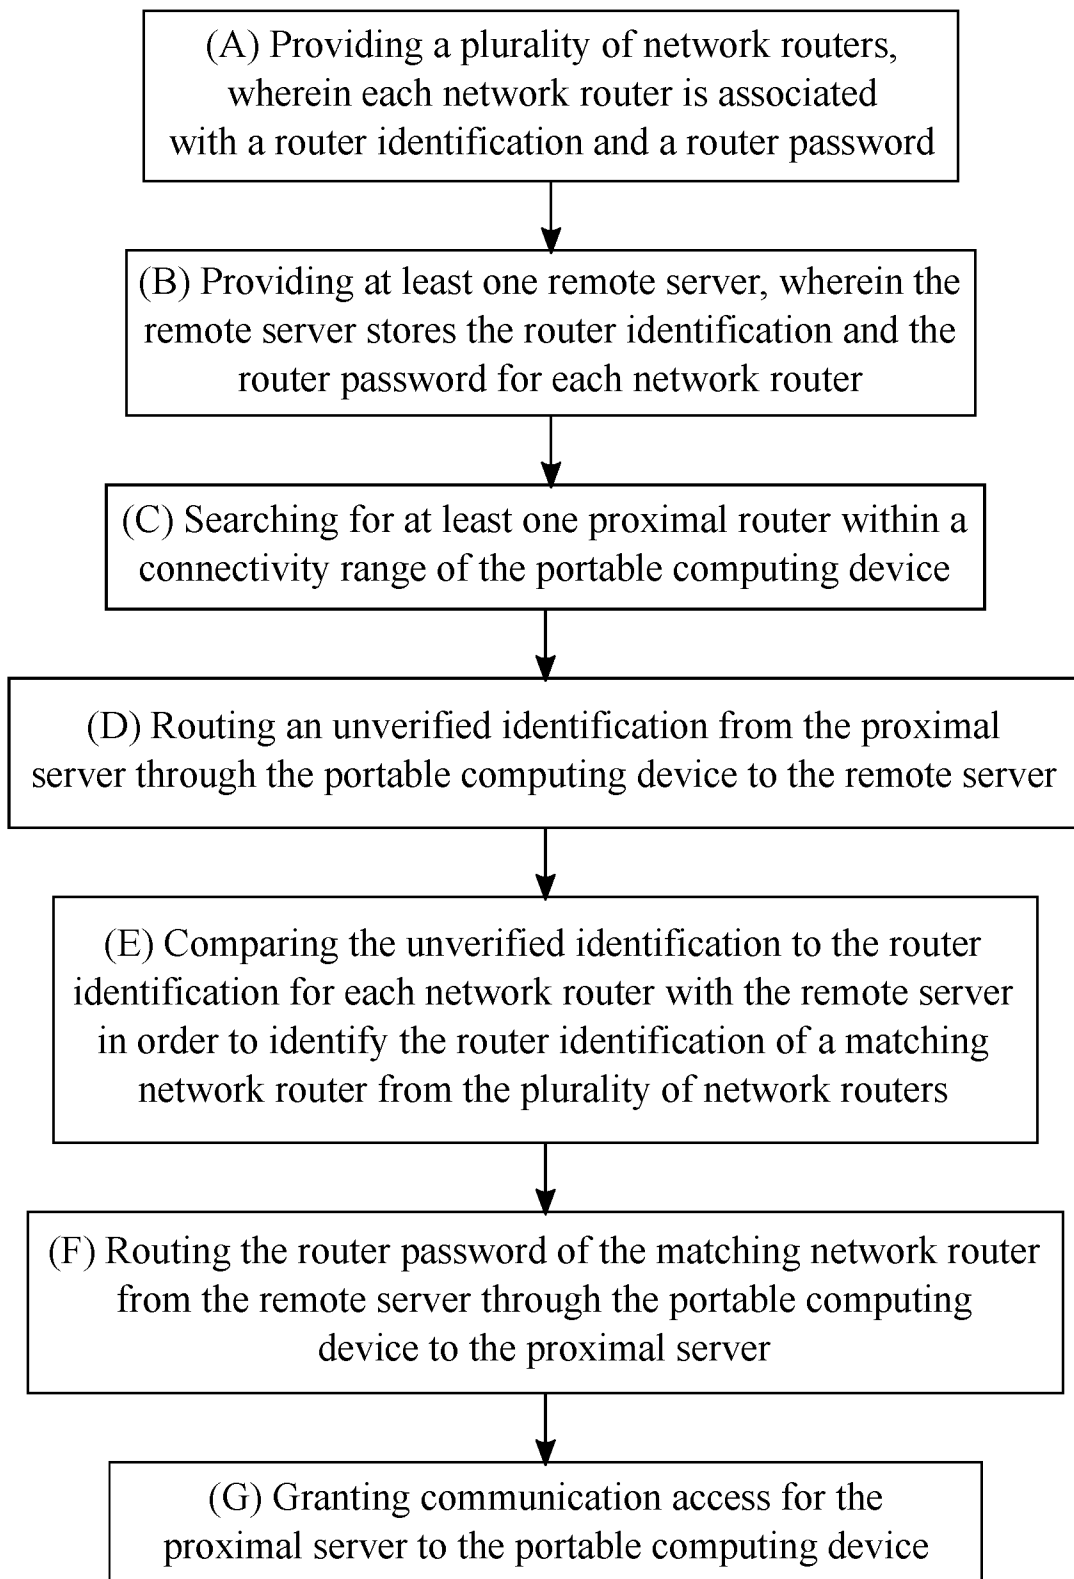 (A) Providing a plurality of network routers,
wherein each network router is associated
with a router identification and a router password
(B) Providing at least one remote server, wherein the
remote server stores the router identification and the
router password for each network router
(C) Searching for at least one proximal router within a
connectivity range of the portable computing device
(D) Routing an unverified identification from the proximal
server through the portable computing device to the remote server
(E) Comparing the unverified identification to the router
identification for each network router with the remote server
in order to identify the router identification of a matching
network router from the plurality of network routers
(F) Routing the router password of the matching network router
from the remote server through the portable computing
device to the proximal server
(G) Granting communication access for the
proximal server to the portable computing device